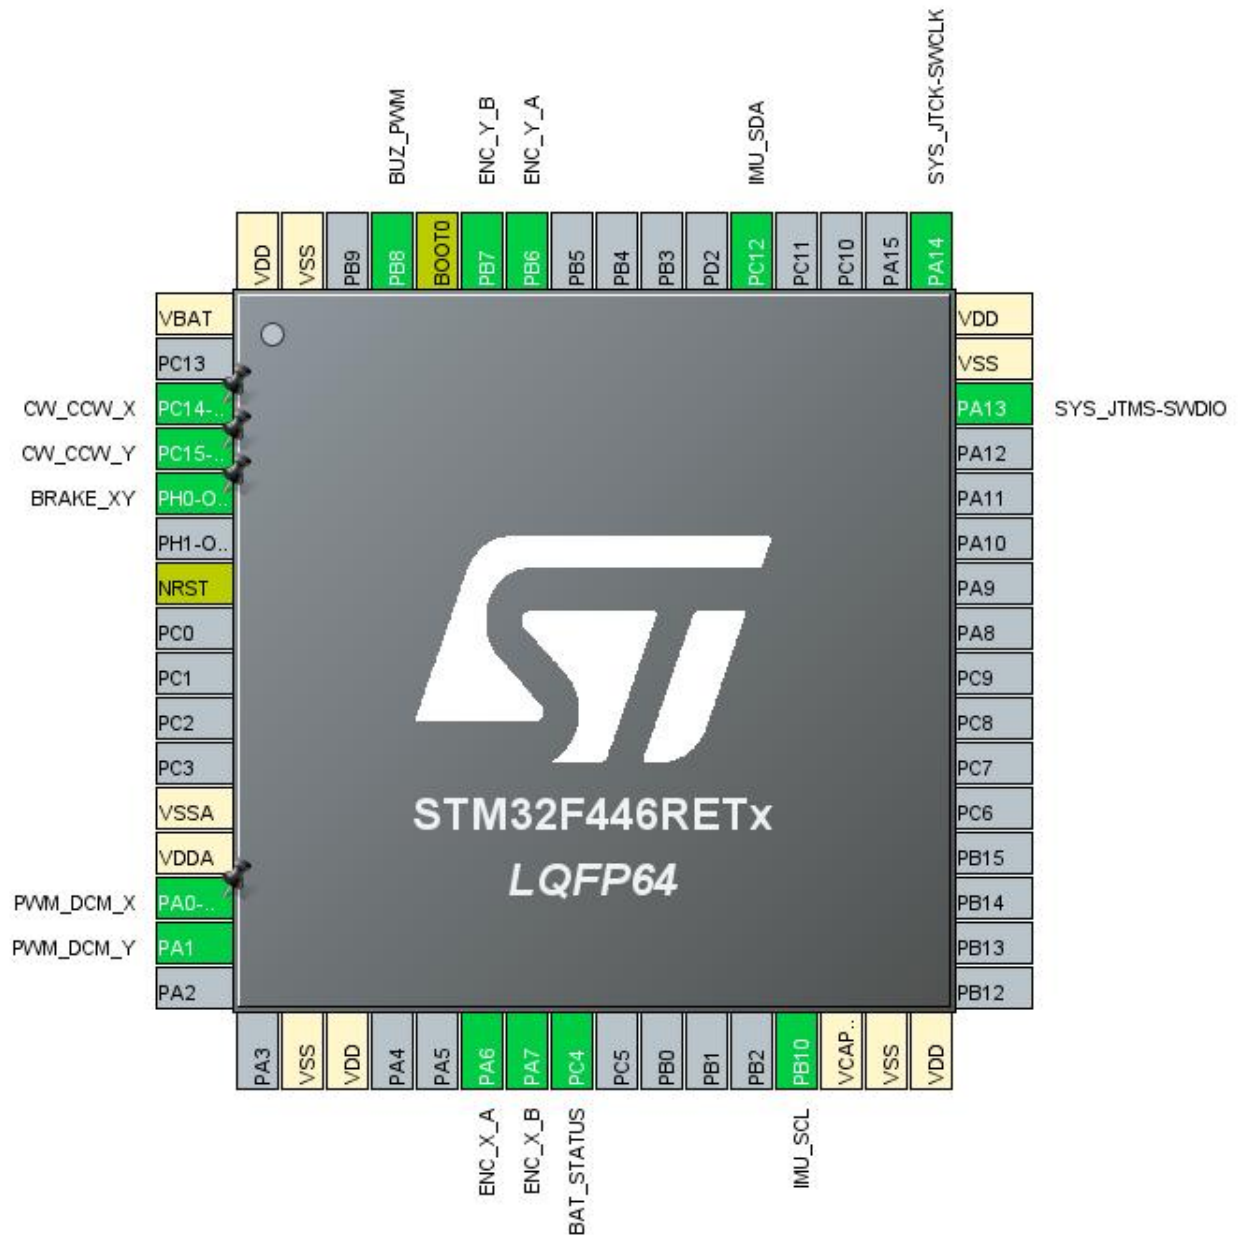 BUZ_PWM
ENC_Y_B
ENC_Y_A
IMU_SDA
SYS_JTCK-SWCLK
VDD
VSS
PB9
PB8
BOOT0
PB7
PB6
PB5
PB4
PB3
PD2
PC12
PC11
PC10
PA15
PA14
VBAT
PC13
CW_CCW_X PC14-..
CW_CCW_Y PC15-..
BRAKE_XY PH0-O..
PH1-O..
NRST
PC0
PC1
PC2
PC3
VSSA
VDDA
PWM_DCM_X PA0-..
PWM_DCM_Y PA1
PA2
STM32F446RETx
LQFP64
VDD
VSS
PA13 SYS_JTMS-SWDIO
PA12
PA11
PA10
PA9
PA8
PC9
PC8
PC7
PC6
PB15
PB14
PB13
PB12
PA3
VSS
VDD
PA4
PA5
PA6
PA7
PC4
PC5
PB0
PB1
PB2
PB10
VCAP..
VSS
VDD
ENC_X_A
ENC_X_B
BAT_STATUS
IMU_SCL